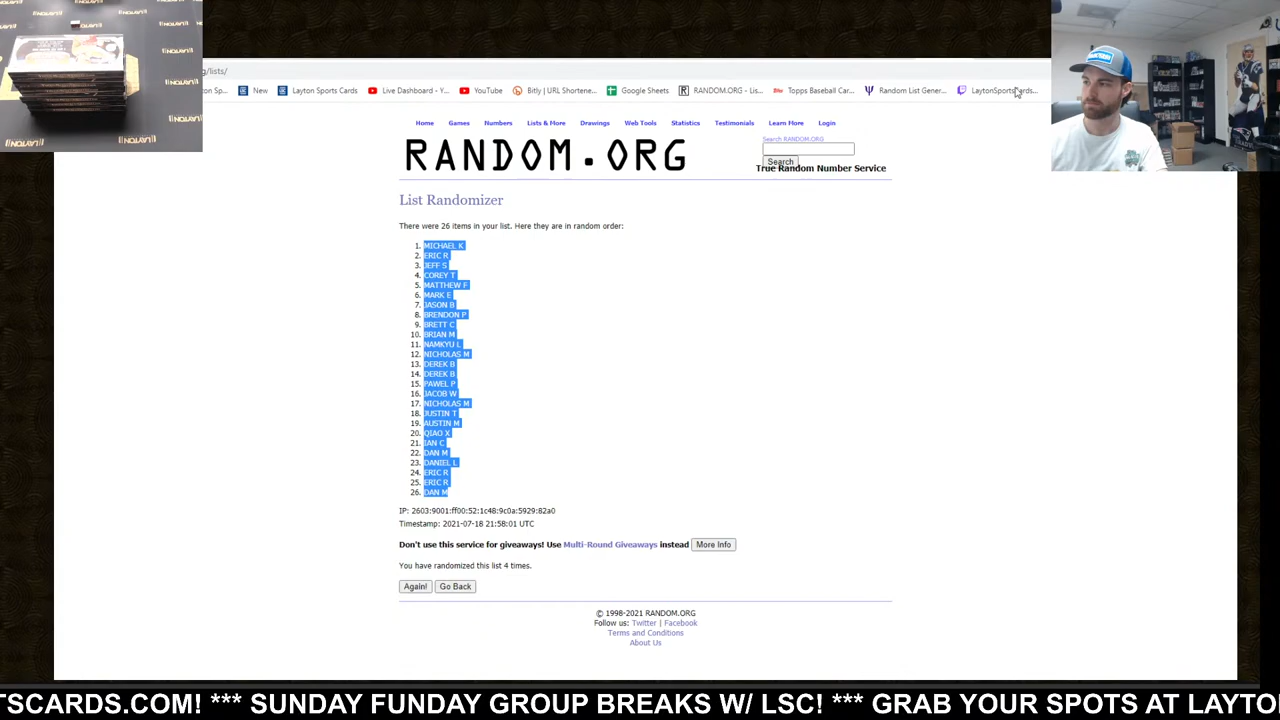 g/lists/
ton Sp... New Layton Sports Cards Live Dashboard - Y... YouTube Bitly | URL Shortene... Google Sheets RANDOM.ORG - Lis... Topps Baseball Car... Random List Gener... LaytonSportsCards...
Home Games Numbers Lists & More Drawings Web Tools Statistics Testimonials Learn More Login
RANDOM.ORG
Search RANDOM.ORG
Search
True Random Number Service
List Randomizer
There were 26 items in your list. Here they are in random order:
1. MICHAEL K
2. ERIC R
3. JEFF S
4. COREY T
5. MATTHEW F
6. MARK E
7. JASON B
8. BRENDON P
9. BRETT C
10. BRIAN M
11. NAMKYU L
12. NICHOLAS M
13. DEREK B
14. DEREK B
15. PAWEL P
16. JACOB W
17. NICHOLAS M
18. JUSTIN T
19. AUSTIN M
20. QIAO X
21. IAN C
22. DAN M
23. DANIEL L
24. ERIC R
25. ERIC R
26. DAN M
IP: 2603:9001:ff00:52:1c48:9c0a:5929:82a0
Timestamp: 2021-07-18 21:58:01 UTC
Don't use this service for giveaways! Use Multi-Round Giveaways instead More Info
You have randomized this list 4 times.
Again! Go Back
© 1998-2021 RANDOM.ORG
Follow us: Twitter | Facebook
Terms and Conditions
About Us
TSCARDS.COM! *** SUNDAY FUNDAY GROUP BREAKS W/ LSC! *** GRAB YOUR SPOTS AT LAYTO